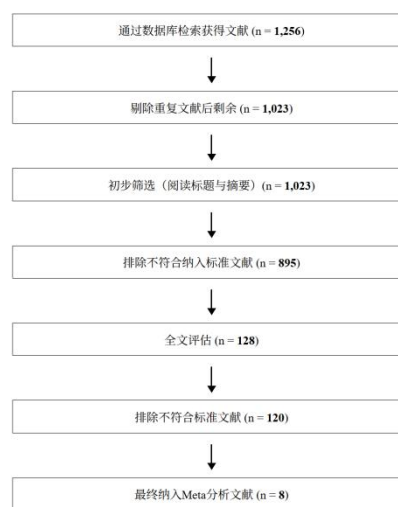 通过数据库检索获得文献 (n = 1,256)
剔除重复文献后剩余 (n = 1,023)
初步筛选（阅读标题与摘要）(n = 1,023)
排除不符合纳入标准文献 (n = 895)
全文评估 (n = 128)
排除不符合标准文献 (n = 120)
最终纳入Meta分析文献 (n = 8)